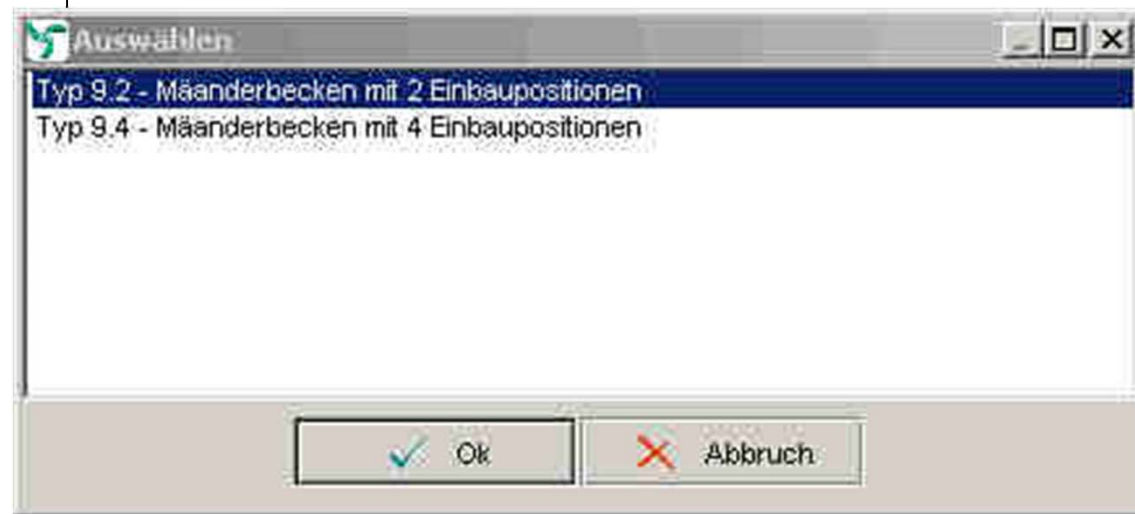 Auswählen
Typ 9.2 - Mäanderbecken mit 2 Einbaupositionen
Typ 9.4 - Mäanderbecken mit 4 Einbaupositionen
Ok
Abbruch